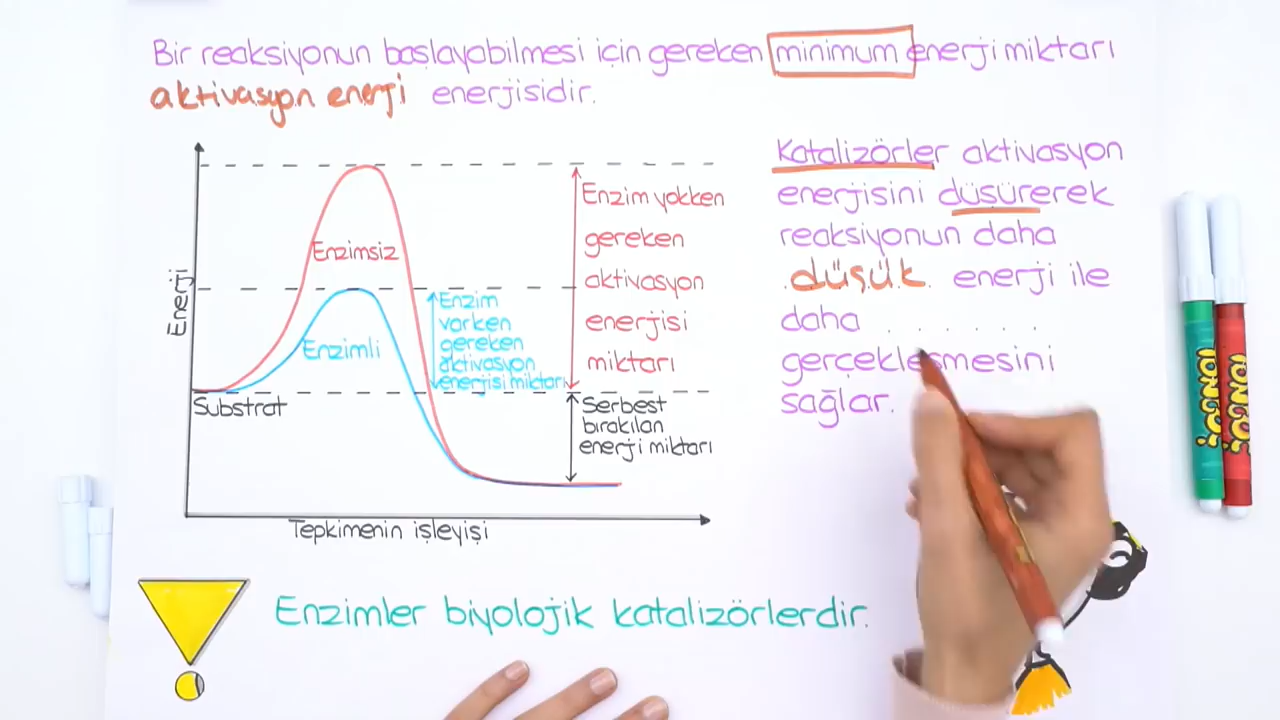 Bir reaksiyonun başlayabilmesi için gereken minimum enerji miktarı
aktivasyon enerji enerjisidir.
Enerji
Enzimsiz
Enzimli
Substrat
Enzim
varken
gereken
aktivasyon
enerjisi miktarı
Enzim yokken
gereken
aktivasyon
enerjisi
miktarı
Serbest
bırakılan
enerji miktarı
Tepkimenin işleyişi
Katalizörler aktivasyon
enerjisini düşürerek
reaksiyonun daha
düşük enerji ile
daha . . . . . .
gerçekleşmesini
sağlar.
Enzimler biyolojik katalizörlerdir.